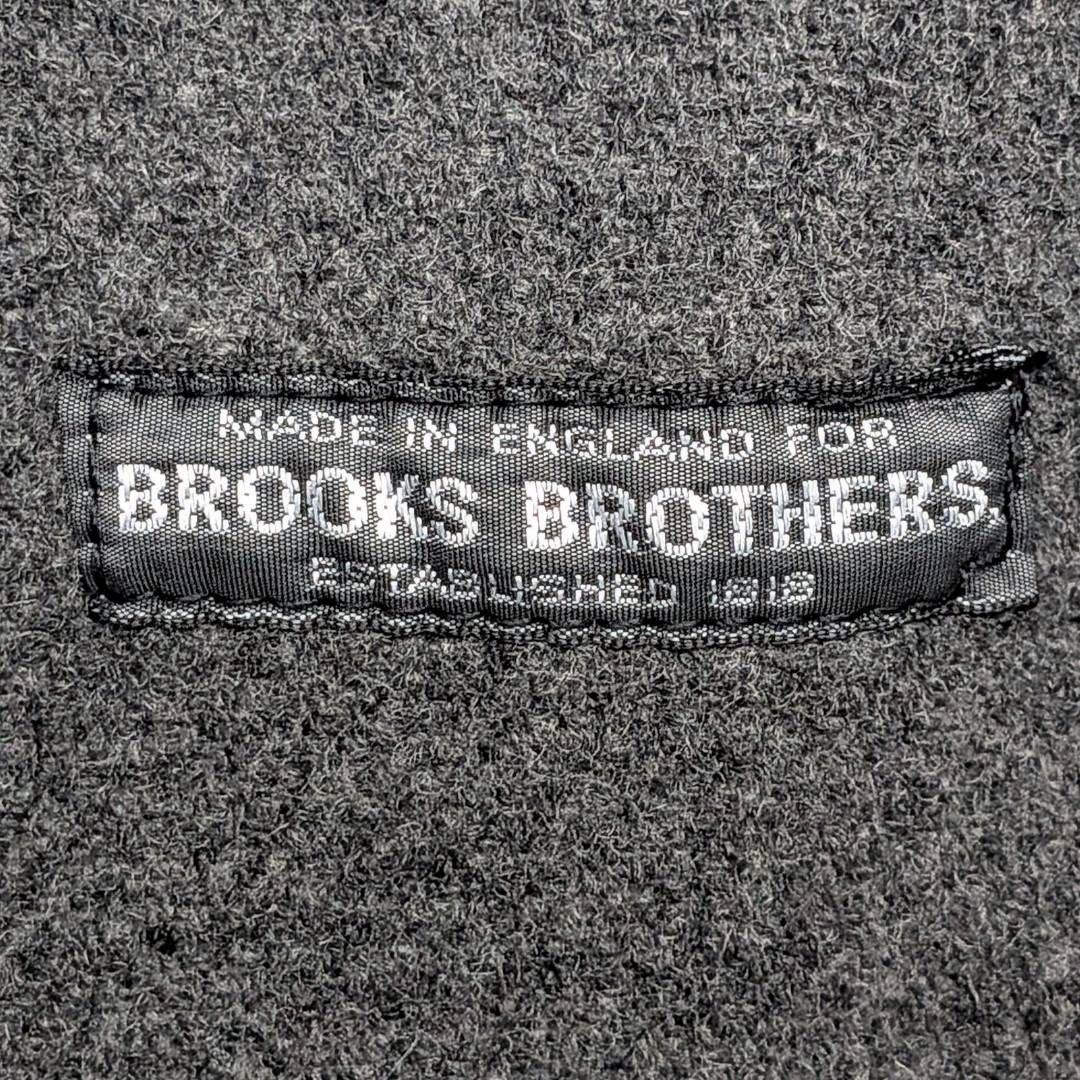 MADE IN ENGLAND FOR
BROOKS BROTHERS.
ESTABLISHED 1818